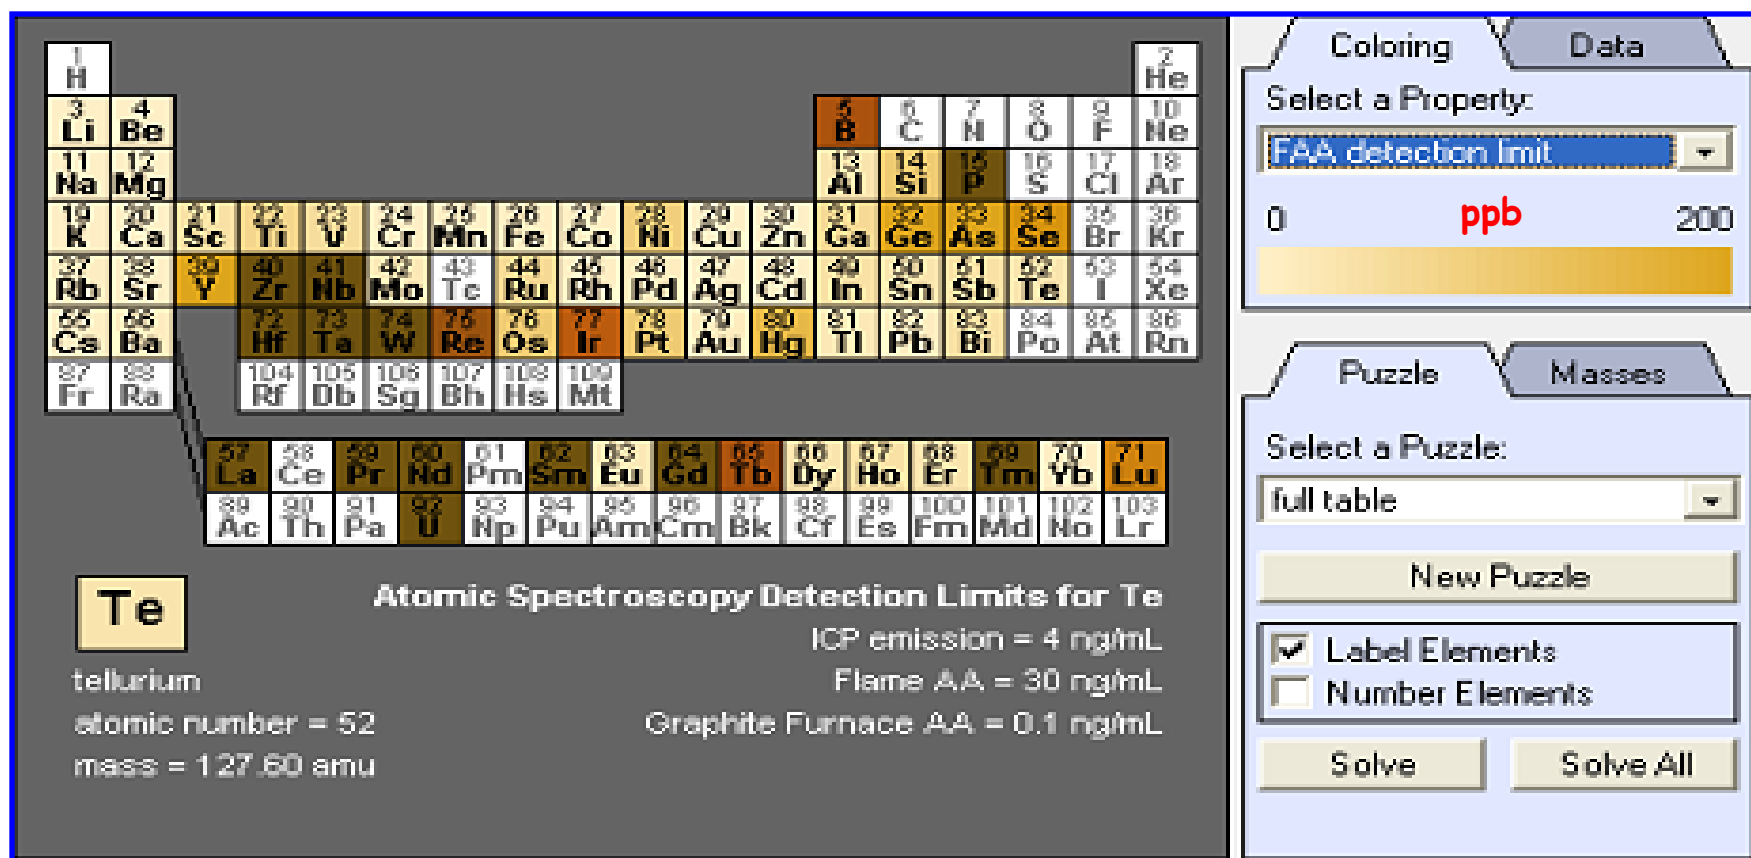 Coloring Data
Select a Property:
FAA detection limit
0 ppb 200
Puzzle Masses
Select a Puzzle:
full table
New Puzzle
Label Elements
Number Elements
Solve Solve All
1 2
H He
3 4 5 6 7 8 9 10
Li Be B C N O F Ne
11 12 13 14 15 16 17 18
Na Mg Al Si P S Cl Ar
19 20 21 22 23 24 25 26 27 28 29 30 31 32 33 34 35 36
K Ca Sc Ti V Cr Mn Fe Co Ni Cu Zn Ga Ge As Se Br Kr
37 38 39 40 41 42 43 44 45 46 47 48 49 50 51 52 53 54
Rb Sr Y Zr Nb Mo Tc Ru Rh Pd Ag Cd In Sn Sb Te I Xe
55 56 72 73 74 75 76 77 78 79 80 81 82 83 84 85 86
Cs Ba Hf Ta W Re Os Ir Pt Au Hg Tl Pb Bi Po At Rn
87 88 104 105 106 107 108 109
Fr Ra Rf Db Sg Bh Hs Mt
57 58 59 60 61 62 63 64 65 66 67 68 69 70 71
La Ce Pr Nd Pm Sm Eu Gd Tb Dy Ho Er Tm Yb Lu
89 90 91 92 93 94 95 96 97 98 99 100 101 102 103
Ac Th Pa U Np Pu Am Cm Bk Cf Es Fm Md No Lr
Te
tellurium
atomic number = 52
mass = 127.60 amu
Atomic Spectroscopy Detection Limits for Te
ICP emission = 4 ng/mL
Flame AA = 30 ng/mL
Graphite Furnace AA = 0.1 ng/mL